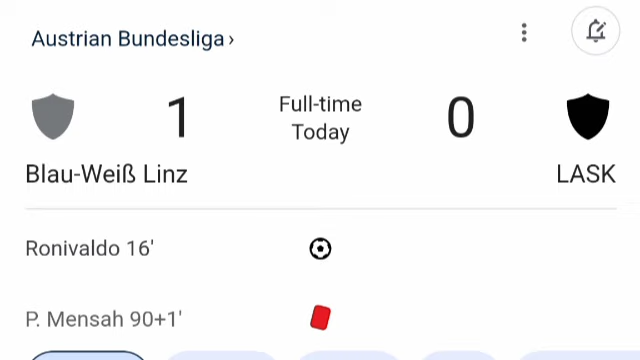 Austrian Bundesliga ›
1 Full-time 0
Today
Blau-Weiß Linz LASK
Ronivaldo 16'
P. Mensah 90+1'